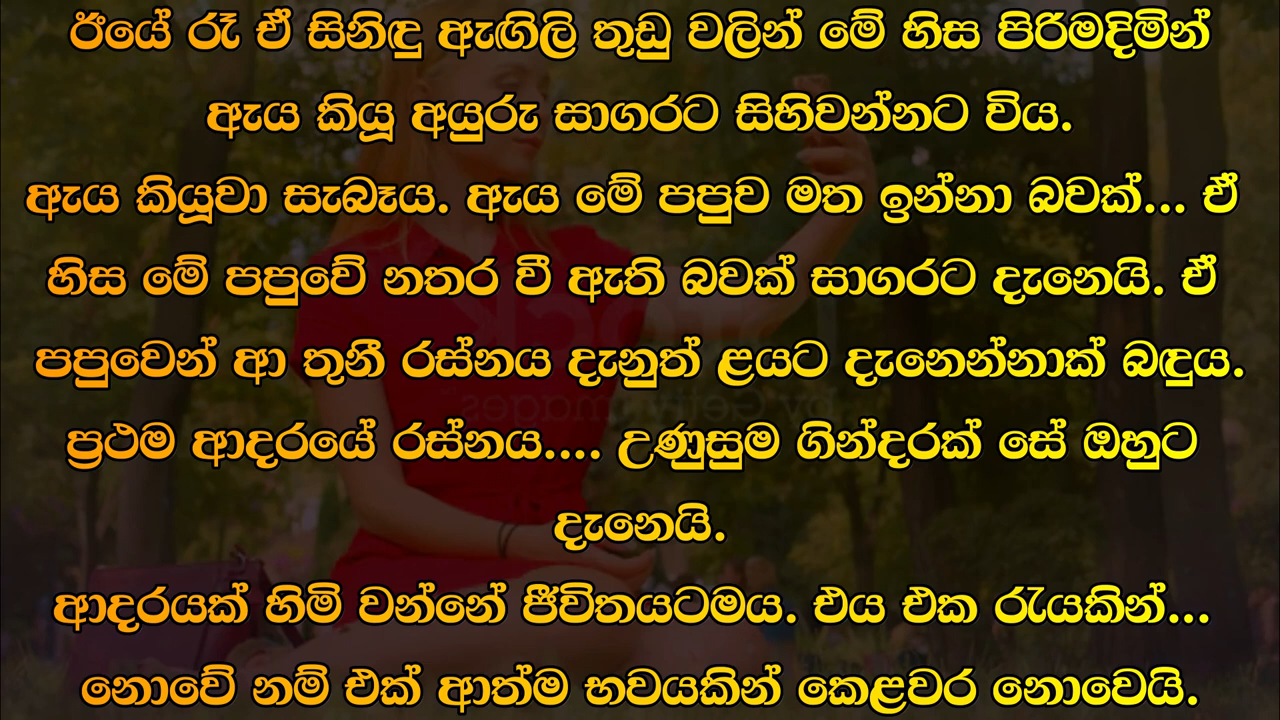 ඊයේ රෑ ඒ සිනිඳු ඇඟිලි තුඩු වලින් මේ හිස පිරිමදිමින්
ඇය කියූ අයුරු සාගරට සිහිවන්නට විය.
ඇය කියූවා සැබෑය. ඇය මේ පපුව මත ඉන්නා බවක්... ඒ
හිස මේ පපුවේ නතර වී ඇති බවක් සාගරට දැනෙයි. ඒ
පපුවෙන් ආ තුනී රස්නය දැනුත් ළයට දැනෙන්නාක් බඳුය.
ප්‍රථම ආදරයේ රස්නය.... උණුසුම ගින්දරක් සේ ඔහුට
දැනෙයි.
ආදරයක් හිමි වන්නේ ජීවිතයටමය. එය එක රැයකින්...
නොවේ නම් එක් ආත්ම භවයකින් කෙළවර නොවෙයි.